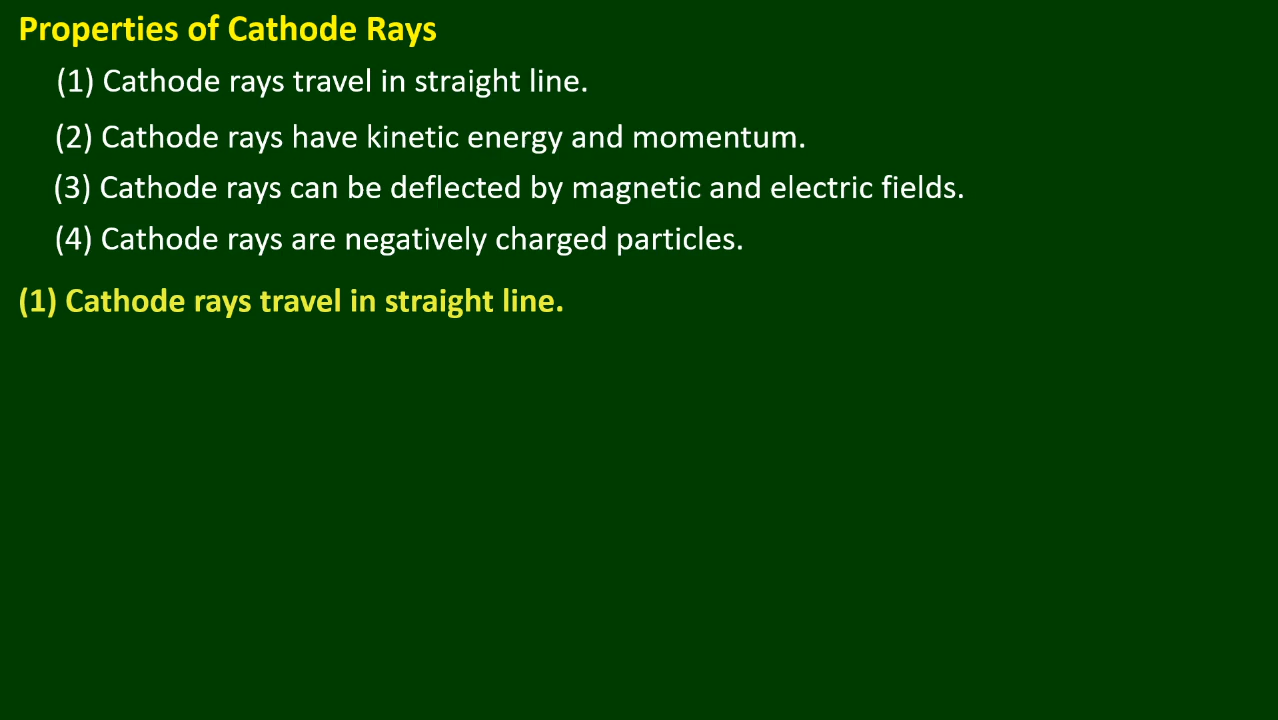 Properties of Cathode Rays
(1) Cathode rays travel in straight line.
(2) Cathode rays have kinetic energy and momentum.
(3) Cathode rays can be deflected by magnetic and electric fields.
(4) Cathode rays are negatively charged particles.
(1) Cathode rays travel in straight line.